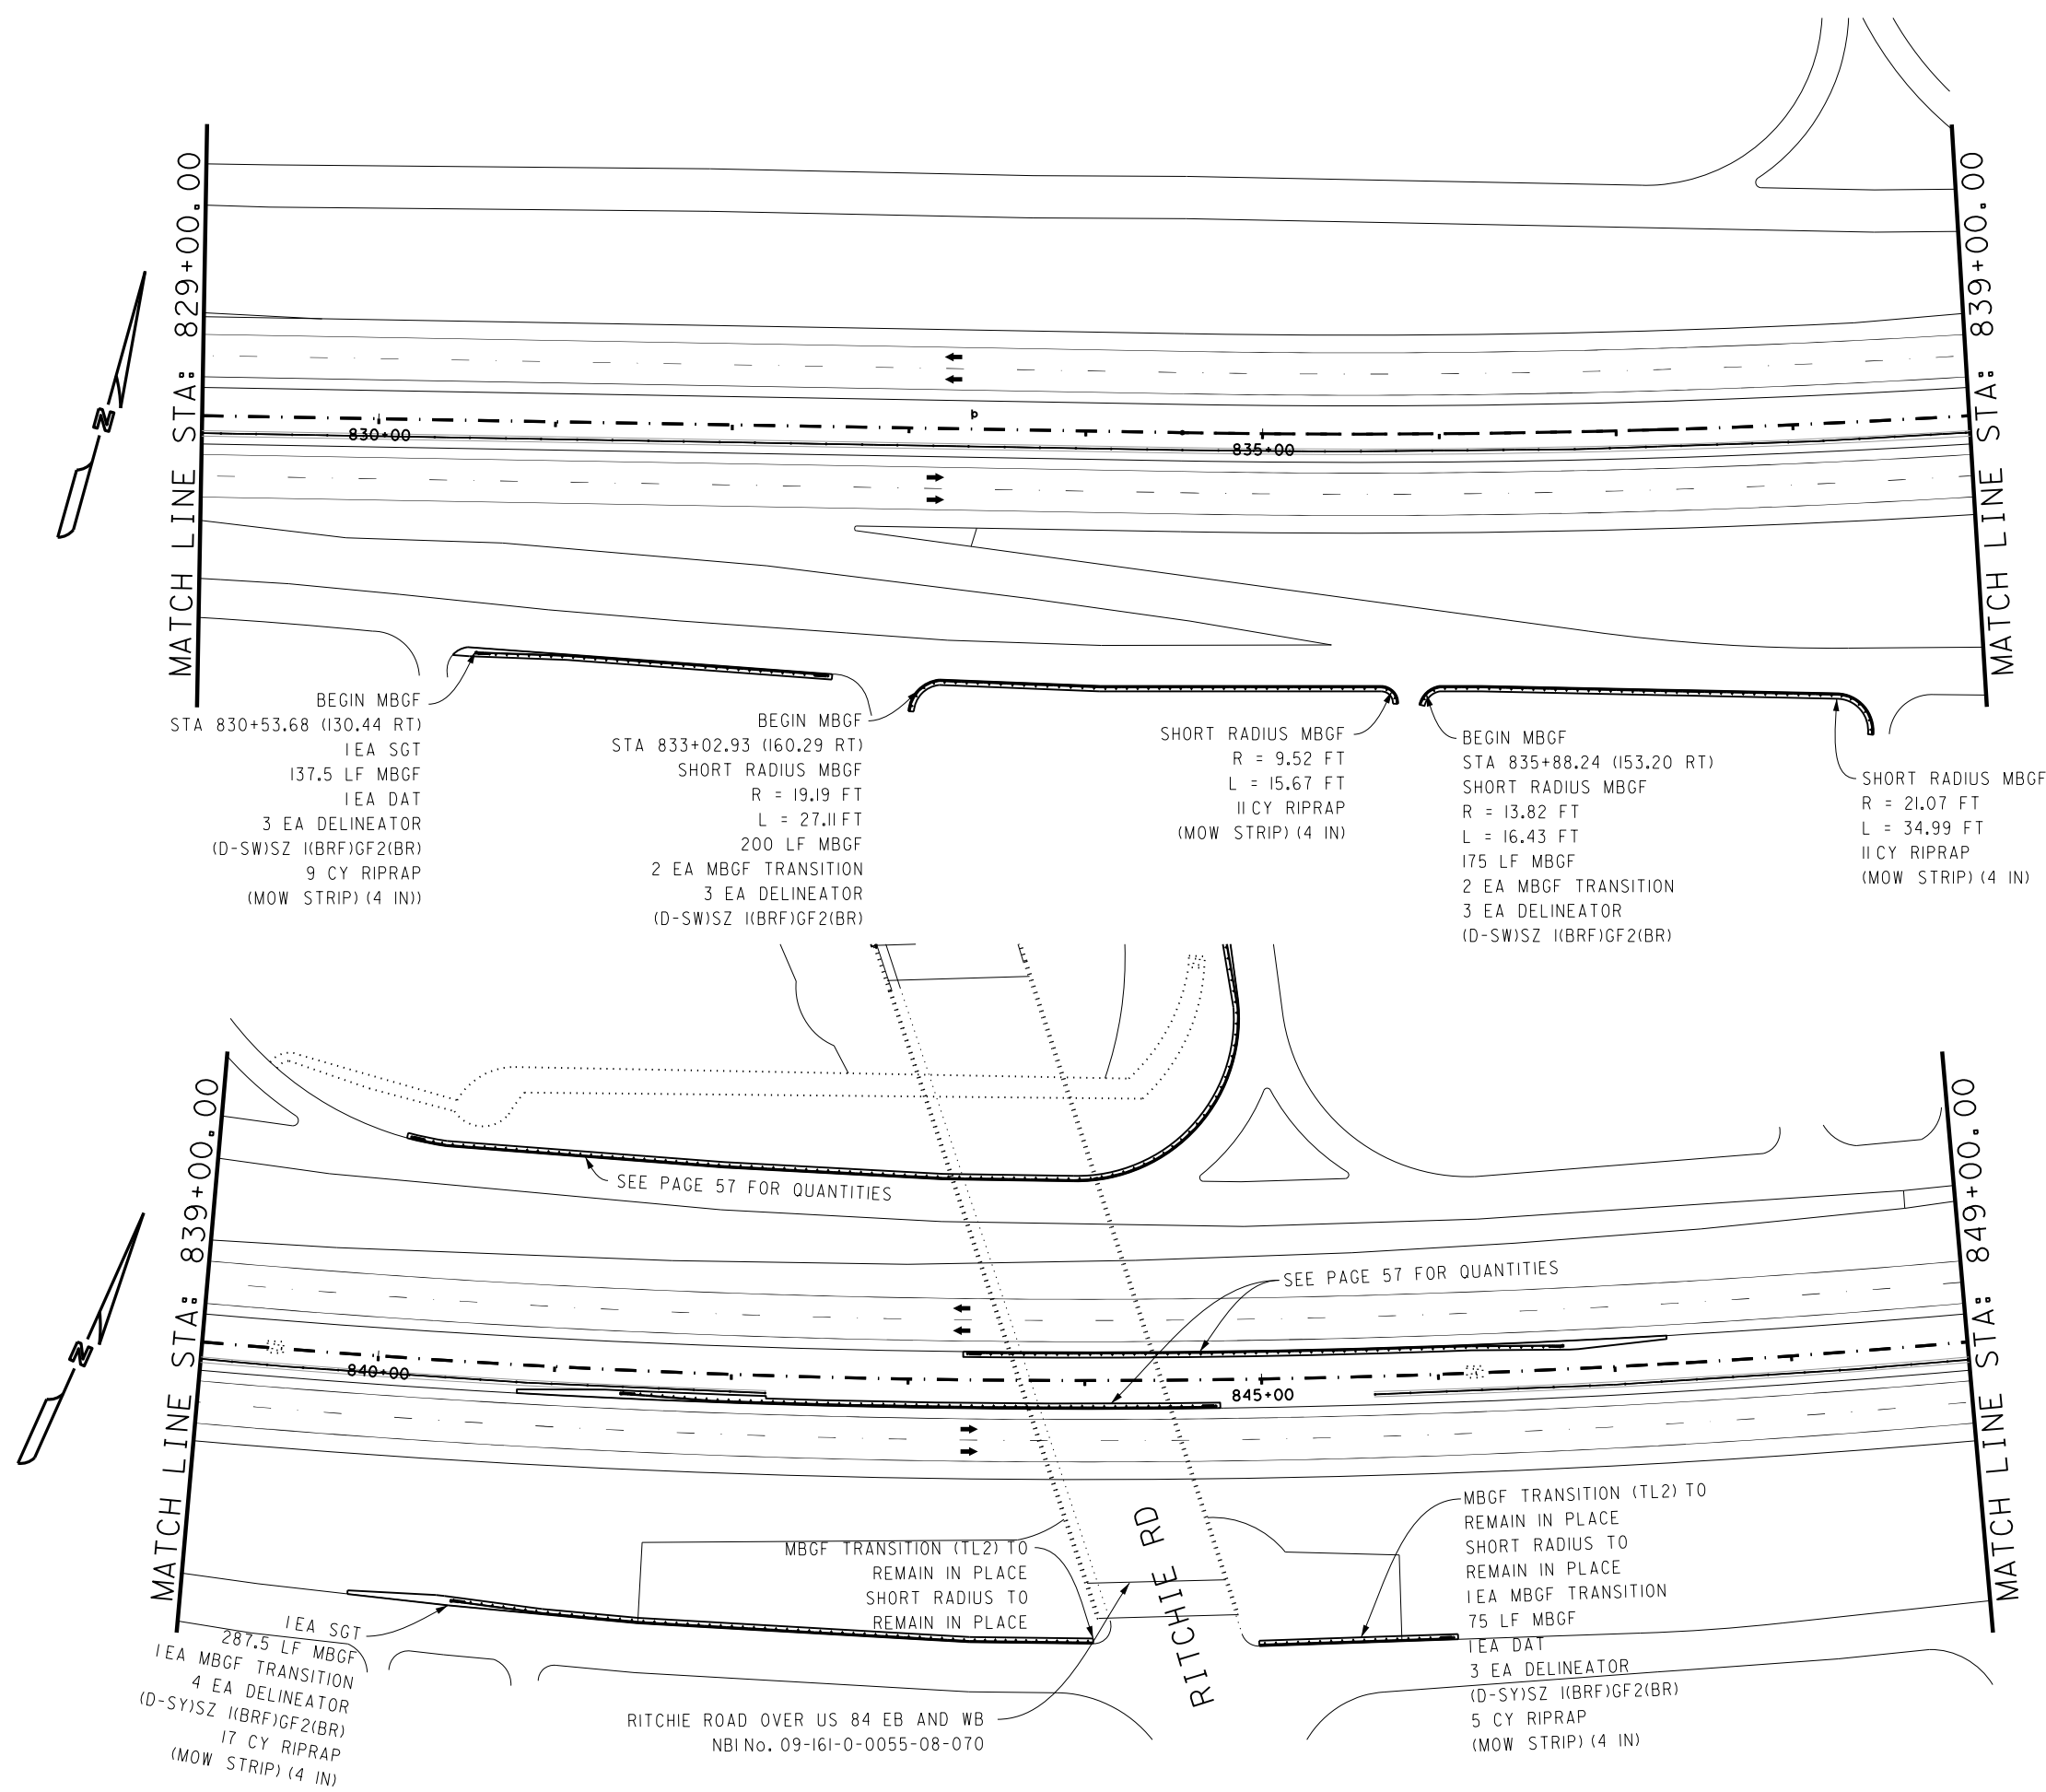 MATCH LINE STA: 829+00.00
MATCH LINE STA: 839+00.00
N
830+00
835+00
BEGIN MBGF
STA 830+53.68 (130.44 RT)
1 EA SGT
137.5 LF MBGF
1 EA DAT
3 EA DELINEATOR
(D-SW)SZ 1(BRF)GF2(BR)
9 CY RIPRAP
(MOW STRIP) (4 IN))
BEGIN MBGF
STA 833+02.93 (160.29 RT)
SHORT RADIUS MBGF
R = 19.19 FT
L = 27.11 FT
200 LF MBGF
2 EA MBGF TRANSITION
3 EA DELINEATOR
(D-SW)SZ 1(BRF)GF2(BR)
SHORT RADIUS MBGF
R = 9.52 FT
L = 15.67 FT
11 CY RIPRAP
(MOW STRIP) (4 IN)
BEGIN MBGF
STA 835+88.24 (153.20 RT)
SHORT RADIUS MBGF
R = 13.82 FT
L = 16.43 FT
175 LF MBGF
2 EA MBGF TRANSITION
3 EA DELINEATOR
(D-SW)SZ 1(BRF)GF2(BR)
SHORT RADIUS MBGF
R = 21.07 FT
L = 34.99 FT
11 CY RIPRAP
(MOW STRIP) (4 IN)
MATCH LINE STA: 839+00.00
MATCH LINE STA: 849+00.00
N
SEE PAGE 57 FOR QUANTITIES
SEE PAGE 57 FOR QUANTITIES
840+00
845+00
MBGF TRANSITION (TL2) TO
REMAIN IN PLACE
SHORT RADIUS TO
REMAIN IN PLACE
RITCHIE RD
MBGF TRANSITION (TL2) TO
REMAIN IN PLACE
SHORT RADIUS TO
REMAIN IN PLACE
1 EA MBGF TRANSITION
75 LF MBGF
1 EA DAT
3 EA DELINEATOR
(D-SY)SZ 1(BRF)GF2(BR)
5 CY RIPRAP
(MOW STRIP) (4 IN)
1 EA SGT
287.5 LF MBGF
1 EA MBGF TRANSITION
4 EA DELINEATOR
(D-SY)SZ 1(BRF)GF2(BR)
17 CY RIPRAP
(MOW STRIP) (4 IN)
RITCHIE ROAD OVER US 84 EB AND WB
NBI No. 09-161-0-0055-08-070